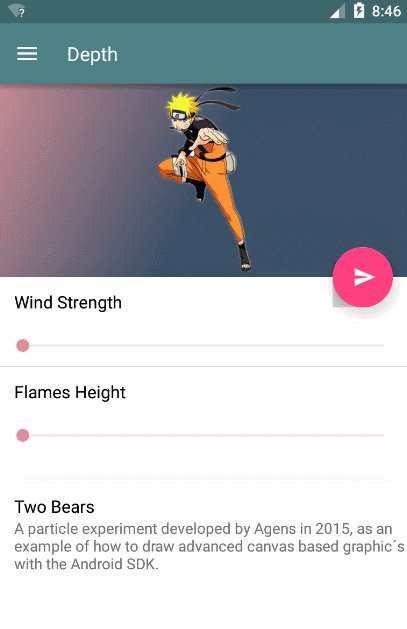 8:46
Depth
Wind Strength
Flames Height
Two Bears
A particle experiment developed by Agens in 2015, as an
example of how to draw advanced canvas based graphic´s
with the Android SDK.